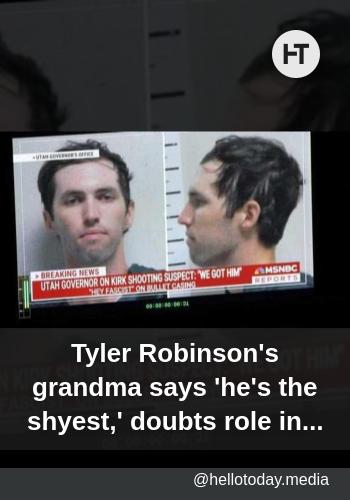 HT
UTAH GOVERNOR'S OFFICE
> BREAKING NEWS
UTAH GOVERNOR ON KIRK SHOOTING SUSPECT: "WE GOT HIM"
"HEY FASCIST" ON BULLET CASING
MSNBC
REPORTS
Tyler Robinson's
grandma says 'he's the
shyest,' doubts role in...
@hellotoday.media